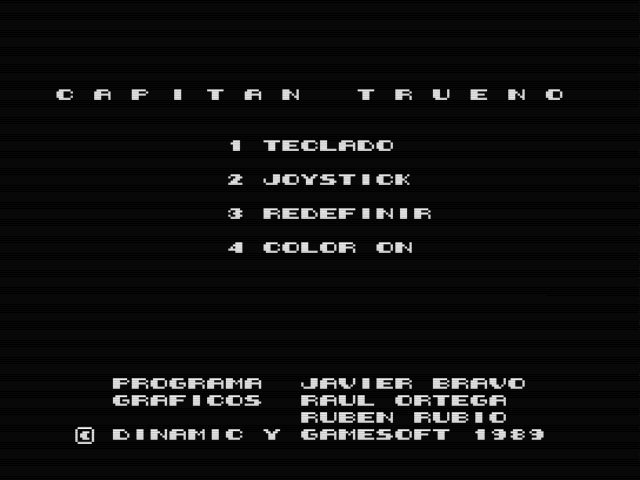 CAPITAN TRUENO
1 TECLADO
2 JOYSTICK
3 REDEFINIR
4 COLOR ON
PROGRAMA JAVIER BRAVO
GRAFICOS RAUL ORTEGA
RUBEN RUBIO
© DINAMIC Y GAMESOFT 1989